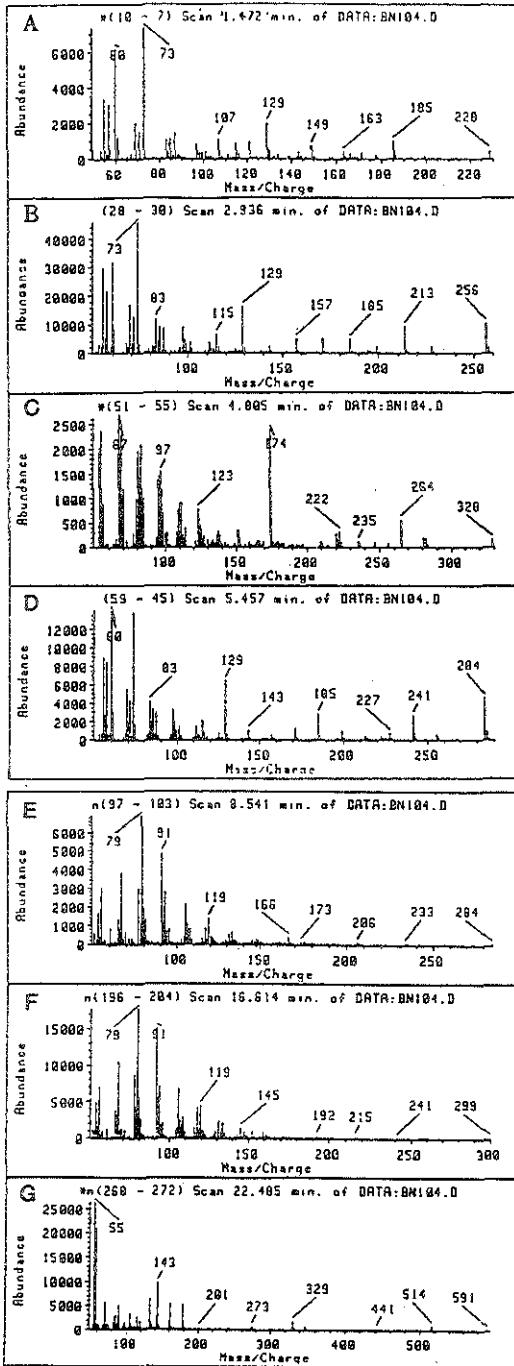 A
*(10 - 7) Scan 1.472 min. of DATA:BN104.D
Abundance
6000
4000
2000
0
60
73
107
129
149
163
185
228
60 80 100 120 140 160 180 200 220
Mass/Charge
B
(28 - 30) Scan 2.936 min. of DATA:BN104.D
Abundance
40000
30000
20000
10000
0
73
83
115
129
157
185
213
256
100 150 200 250
Mass/Charge
C
*(51 - 55) Scan 4.805 min. of DATA:BN104.D
Abundance
2500
2000
1500
1000
500
0
97
123
222
235
264
320
100 150 200 250 300
Mass/Charge
D
(59 - 45) Scan 5.457 min. of DATA:BN104.D
Abundance
12000
10000
8000
6000
4000
2000
0
60
83
129
143
185
227
241
284
100 150 200 250
Mass/Charge
E
n(97 - 103) Scan 8.541 min. of DATA:BN104.D
Abundance
6000
5000
4000
3000
2000
1000
0
79
91
119
166
173
206
233
284
100 150 200 250
Mass/Charge
F
n(196 - 204) Scan 16.614 min. of DATA:BN104.D
Abundance
15000
10000
5000
0
79
91
119
145
192
215
241
299
100 150 200 250 300
Mass/Charge
G
*n(260 - 272) Scan 22.405 min. of DATA:BN104.D
Abundance
25000
20000
15000
10000
5000
0
55
143
201
273
329
441
514
591
100 200 300 400 500
Mass/Charge